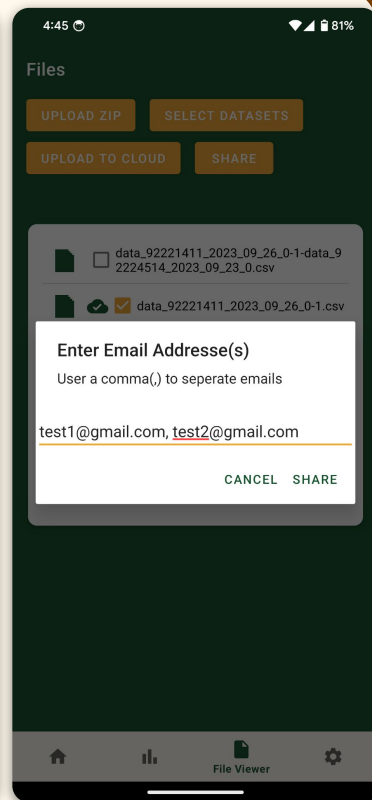 4:45 81%
Files
UPLOAD ZIP SELECT DATASETS
UPLOAD TO CLOUD SHARE
data_92221411_2023_09_26_0-1-data_9
2224514_2023_09_23_0.csv
data_92221411_2023_09_26_0-1.csv
Enter Email Addresse(s)
User a comma(,) to seperate emails
test1@gmail.com, test2@gmail.com
CANCEL SHARE
File Viewer